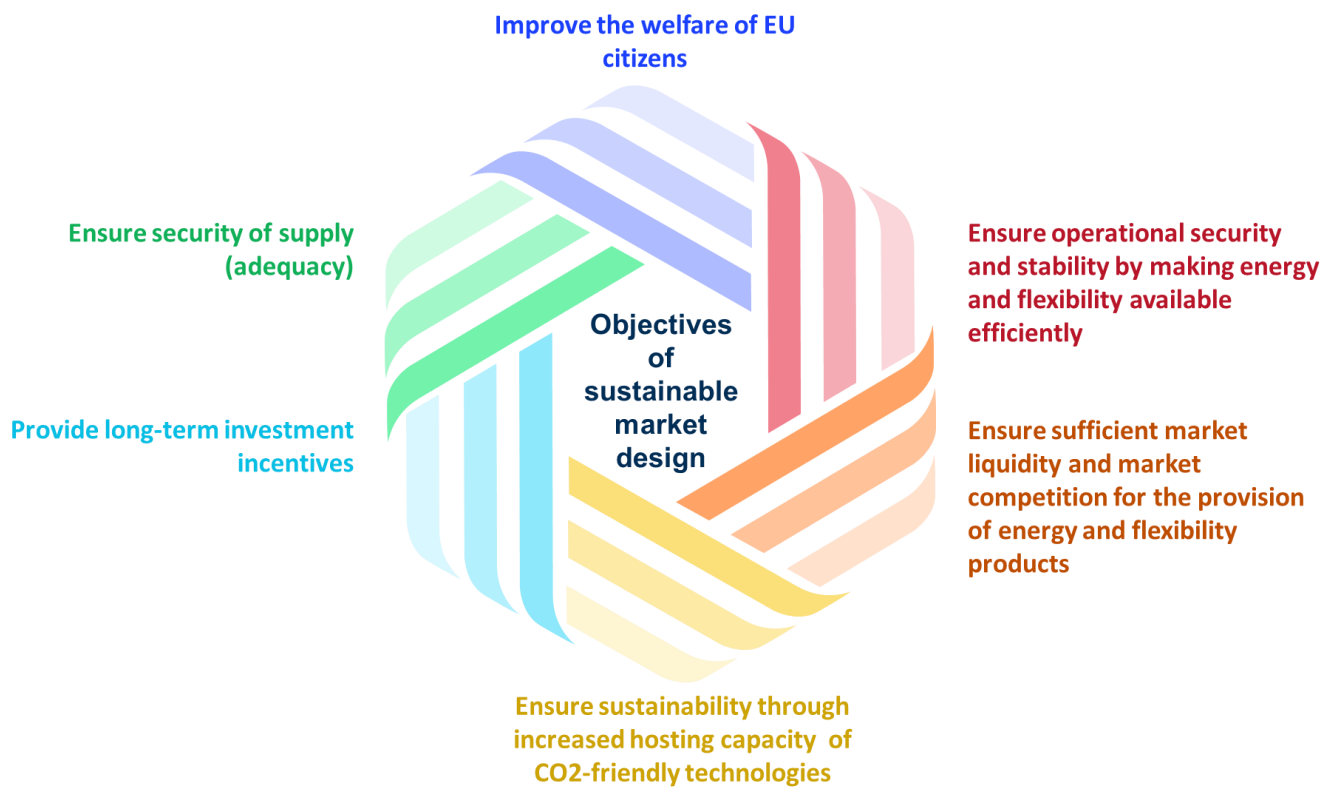 Improve the welfare of EU
citizens
Ensure security of supply
(adequacy)
Ensure operational security
and stability by making energy
and flexibility available
efficiently
Objectives
of
sustainable
market
design
Provide long-term investment
incentives
Ensure sufficient market
liquidity and market
competition for the provision
of energy and flexibility
products
Ensure sustainability through
increased hosting capacity of
CO2-friendly technologies